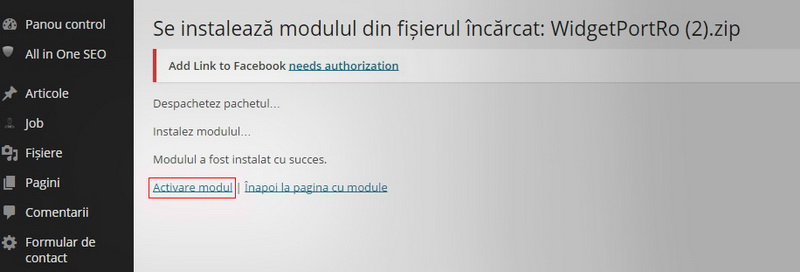 Panou control
All in One SEO
Articole
Job
Fișiere
Pagini
Comentarii
Formular de
contact
Se instalează modulul din fișierul încărcat: WidgetPortRo (2).zip
Add Link to Facebook needs authorization
Despachetez pachetul…
Instalez modulul…
Modulul a fost instalat cu succes.
Activare modul | Înapoi la pagina cu module